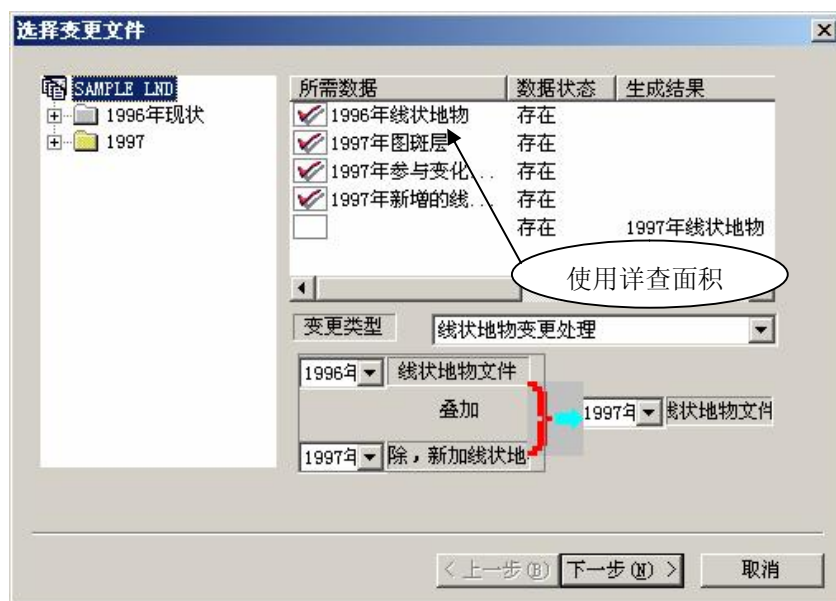 选择变更文件
SAMPLE LND
1996年现状
1997
所需数据 数据状态 生成结果
1996年线状地物 存在
1997年图斑层 存在
1997年参与变化... 存在
1997年新增的线... 存在
存在 1997年线状地物
使用详查面积
变更类型 线状地物变更处理
1996年 线状地物文件
叠加
1997年 线状地物文件
1997年 除，新加线状地
< 上一步(B) 下一步(N) > 取消